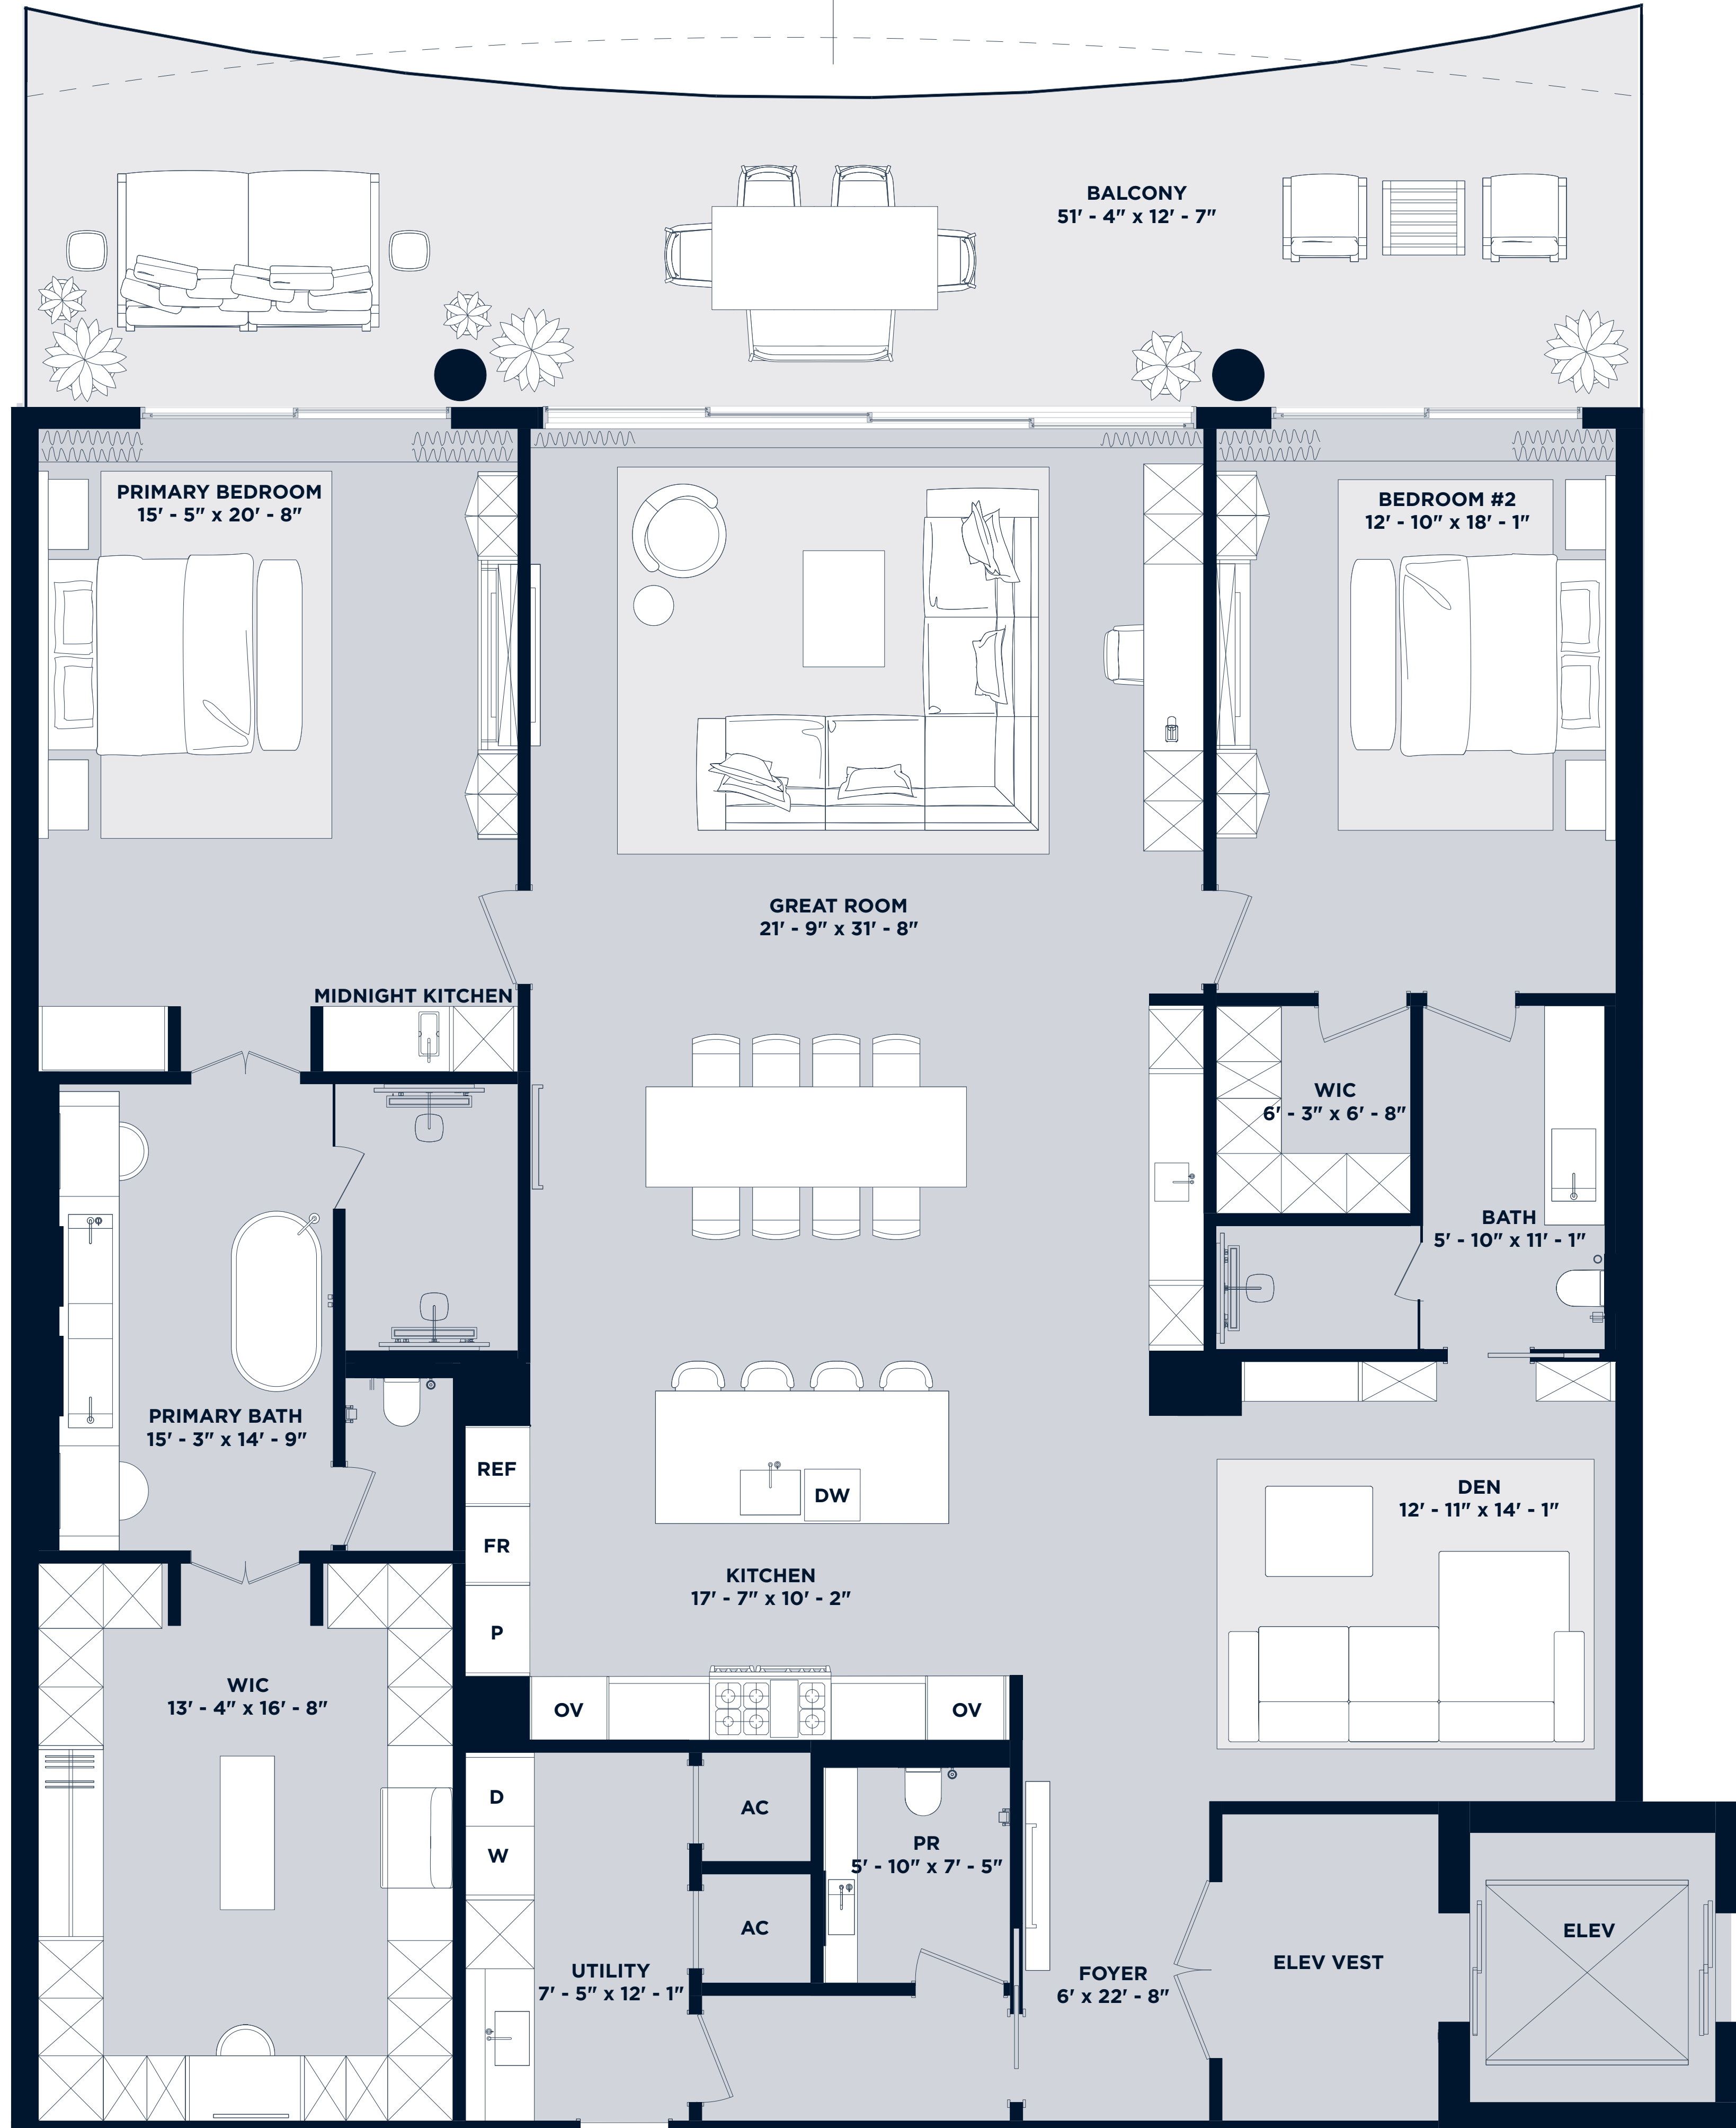 BALCONY
51' - 4" x 12' - 7"
PRIMARY BEDROOM
15' - 5" x 20' - 8"
BEDROOM #2
12' - 10" x 18' - 1"
GREAT ROOM
21' - 9" x 31' - 8"
MIDNIGHT KITCHEN
WIC
6' - 3" x 6' - 8"
BATH
5' - 10" x 11' - 1"
PRIMARY BATH
15' - 3" x 14' - 9"
REF
DW
FR
DEN
12' - 11" x 14' - 1"
KITCHEN
17' - 7" x 10' - 2"
P
WIC
13' - 4" x 16' - 8"
OV
OV
D
W
AC
PR
5' - 10" x 7' - 5"
AC
UTILITY
7' - 5" x 12' - 1"
FOYER
6' x 22' - 8"
ELEV VEST
ELEV